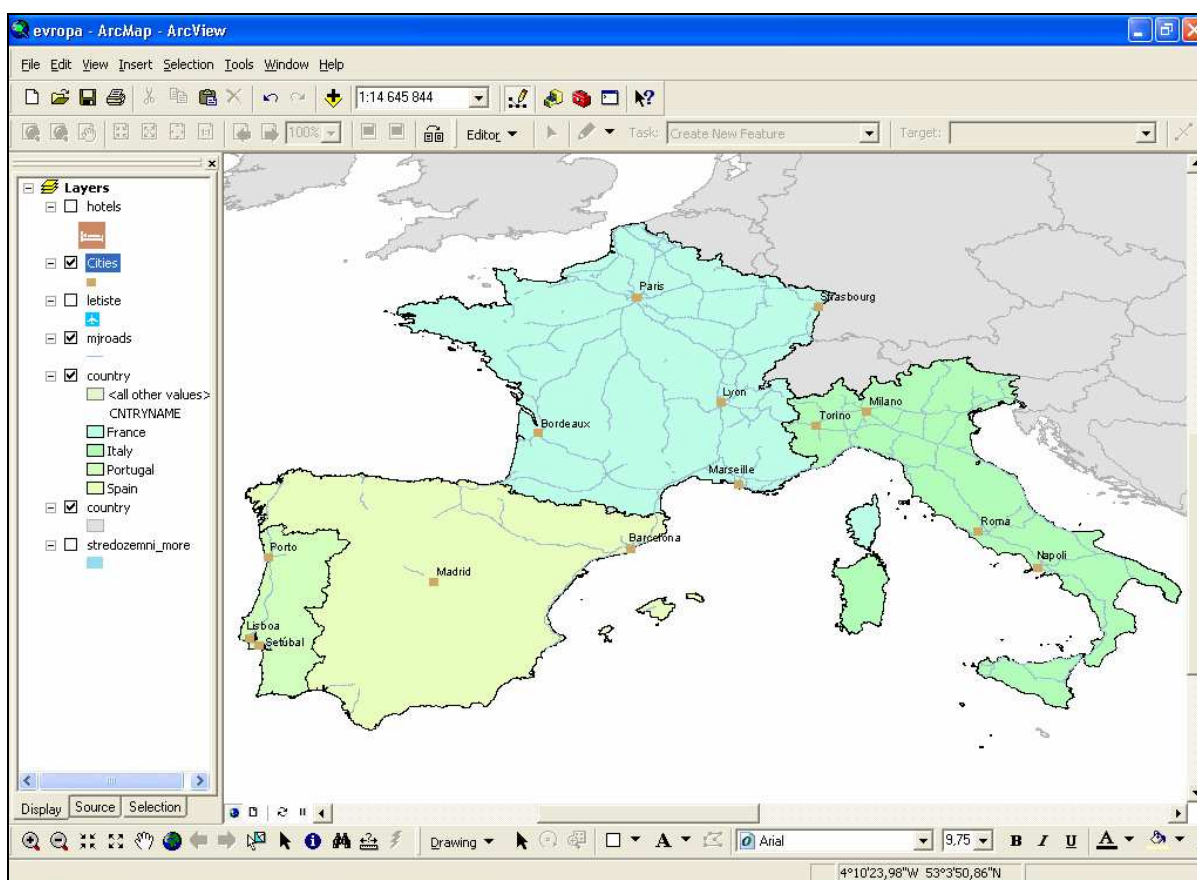 evropa - ArcMap - ArcView
File Edit View Insert Selection Tools Window Help
1:14 645 844
100% Editor Task: Create New Feature Target:
Layers
hotels
Cities
letiste
mjroads
country
<all other values>
CNTRYNAME
France
Italy
Portugal
Spain
country
stredozemni_more
Paris
Strasbourg
Lyon
Milano
Torino
Bordeaux
Marseille
Roma
Barcelona
Porto
Napoli
Madrid
Lisboa
Setúbal
Display Source Selection
Drawing A Arial 9,75 B I U A
4°10'23,98"W 53°3'50,86"N